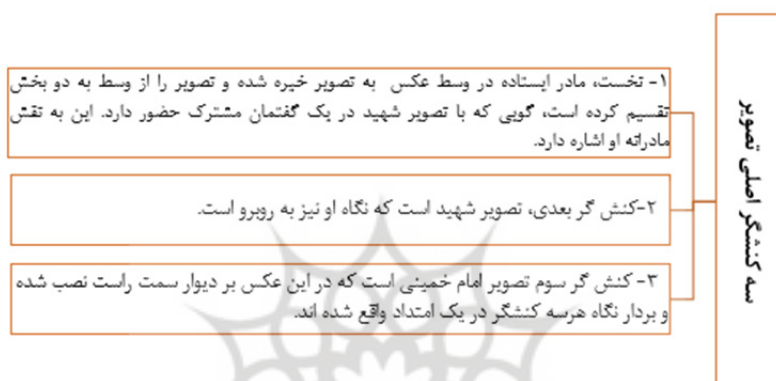 سه کنشگر اصلی تصویر
۱- تخست، مادر ایستاده در وسط عکس به تصویر خیره شده و تصویر را از وسط به دو بخش
تقسیم کرده است، گویی که با تصویر شهید در یک گفتمان مشترک حضور دارد. این به تقش
مادراته او اشاره دارد.
۲-کنش گر بعدی، تصویر شهید است که نگاه او نیز به روبرو است.
۳- کنش گر سوم تصویر امام خمینی است که در این عکس بر دیوار سمت راست نصب شده
و بردار نگاه هرسه کنشگر در یک امتداد واقع شده اند.